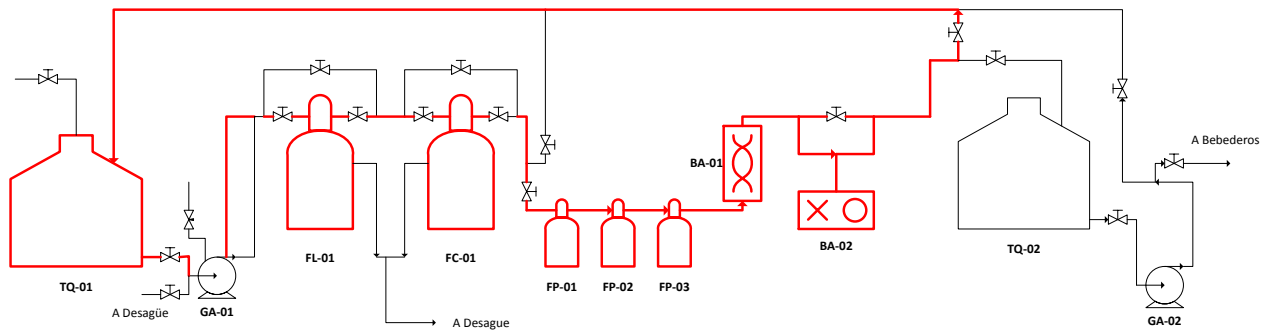 A Bebederos
BA-01
BA-02
TQ-02
FL-01
FC-01
FP-01
FP-02
FP-03
TQ-01
A Desagüe
GA-01
A Desague
GA-02